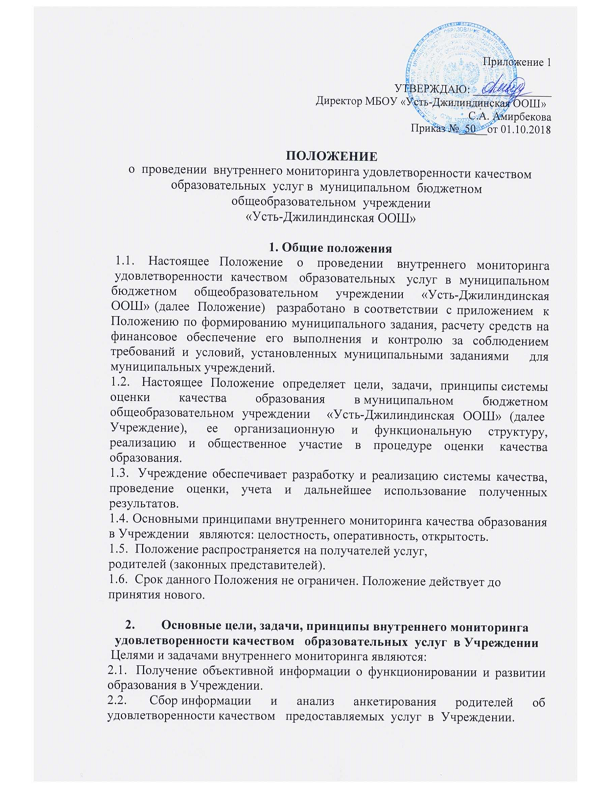 Приложение 1
УТВЕРЖДАЮ:
Директор МБОУ «Усть-Джилиндинская ООШ»
С.А. Амирбекова
Приказ № 50 от 01.10.2018
ПОЛОЖЕНИЕ
о проведении внутреннего мониторинга удовлетворенности качеством
образовательных услуг в муниципальном бюджетном
общеобразовательном учреждении
«Усть-Джилиндинская ООШ»
1. Общие положения
1.1. Настоящее Положение о проведении внутреннего мониторинга
удовлетворенности качеством образовательных услуг в муниципальном
бюджетном общеобразовательном учреждении «Усть-Джилиндинская
ООШ» (далее Положение) разработано в соответствии с приложением к
Положению по формированию муниципального задания, расчету средств на
финансовое обеспечение его выполнения и контролю за соблюдением
требований и условий, установленных муниципальными заданиями для
муниципальных учреждений.
1.2. Настоящее Положение определяет цели, задачи, принципы системы
оценки качества образования в муниципальном бюджетном
общеобразовательном учреждении «Усть-Джилиндинская ООШ» (далее
Учреждение), ее организационную и функциональную структуру,
реализацию и общественное участие в процедуре оценки качества
образования.
1.3. Учреждение обеспечивает разработку и реализацию системы качества,
проведение оценки, учета и дальнейшее использование полученных
результатов.
1.4. Основными принципами внутреннего мониторинга качества образования
в Учреждении являются: целостность, оперативность, открытость.
1.5. Положение распространяется на получателей услуг,
родителей (законных представителей).
1.6. Срок данного Положения не ограничен. Положение действует до
принятия нового.
2. Основные цели, задачи, принципы внутреннего мониторинга
удовлетворенности качеством образовательных услуг в Учреждении
Целями и задачами внутреннего мониторинга являются:
2.1. Получение объективной информации о функционировании и развитии
образования в Учреждении.
2.2. Сбор информации и анализ анкетирования родителей об
удовлетворенности качеством предоставляемых услуг в Учреждении.